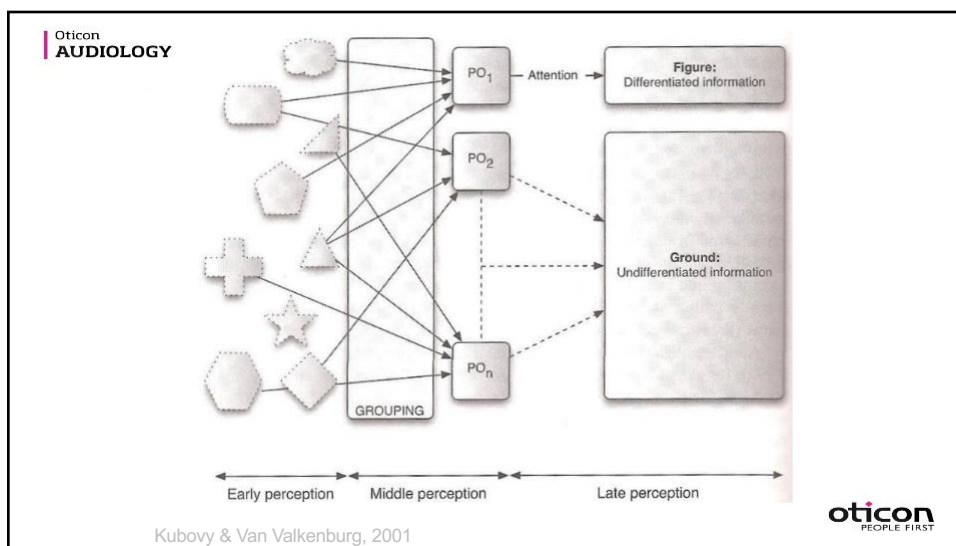 Oticon
AUDIOLOGY
PO1
Attention
Figure:
Differentiated information
PO2
Ground:
Undifferentiated information
POn
GROUPING
Early perception
Middle perception
Late perception
Kubovy & Van Valkenburg, 2001
oticon
PEOPLE FIRST